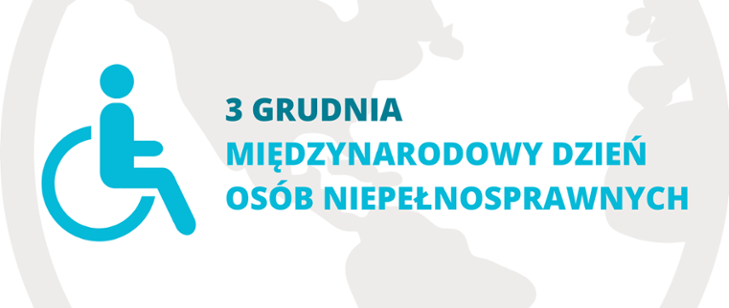 3 GRUDNIA
MIĘDZYNARODOWY DZIEŃ
OSÓB NIEPEŁNOSPRAWNYCH